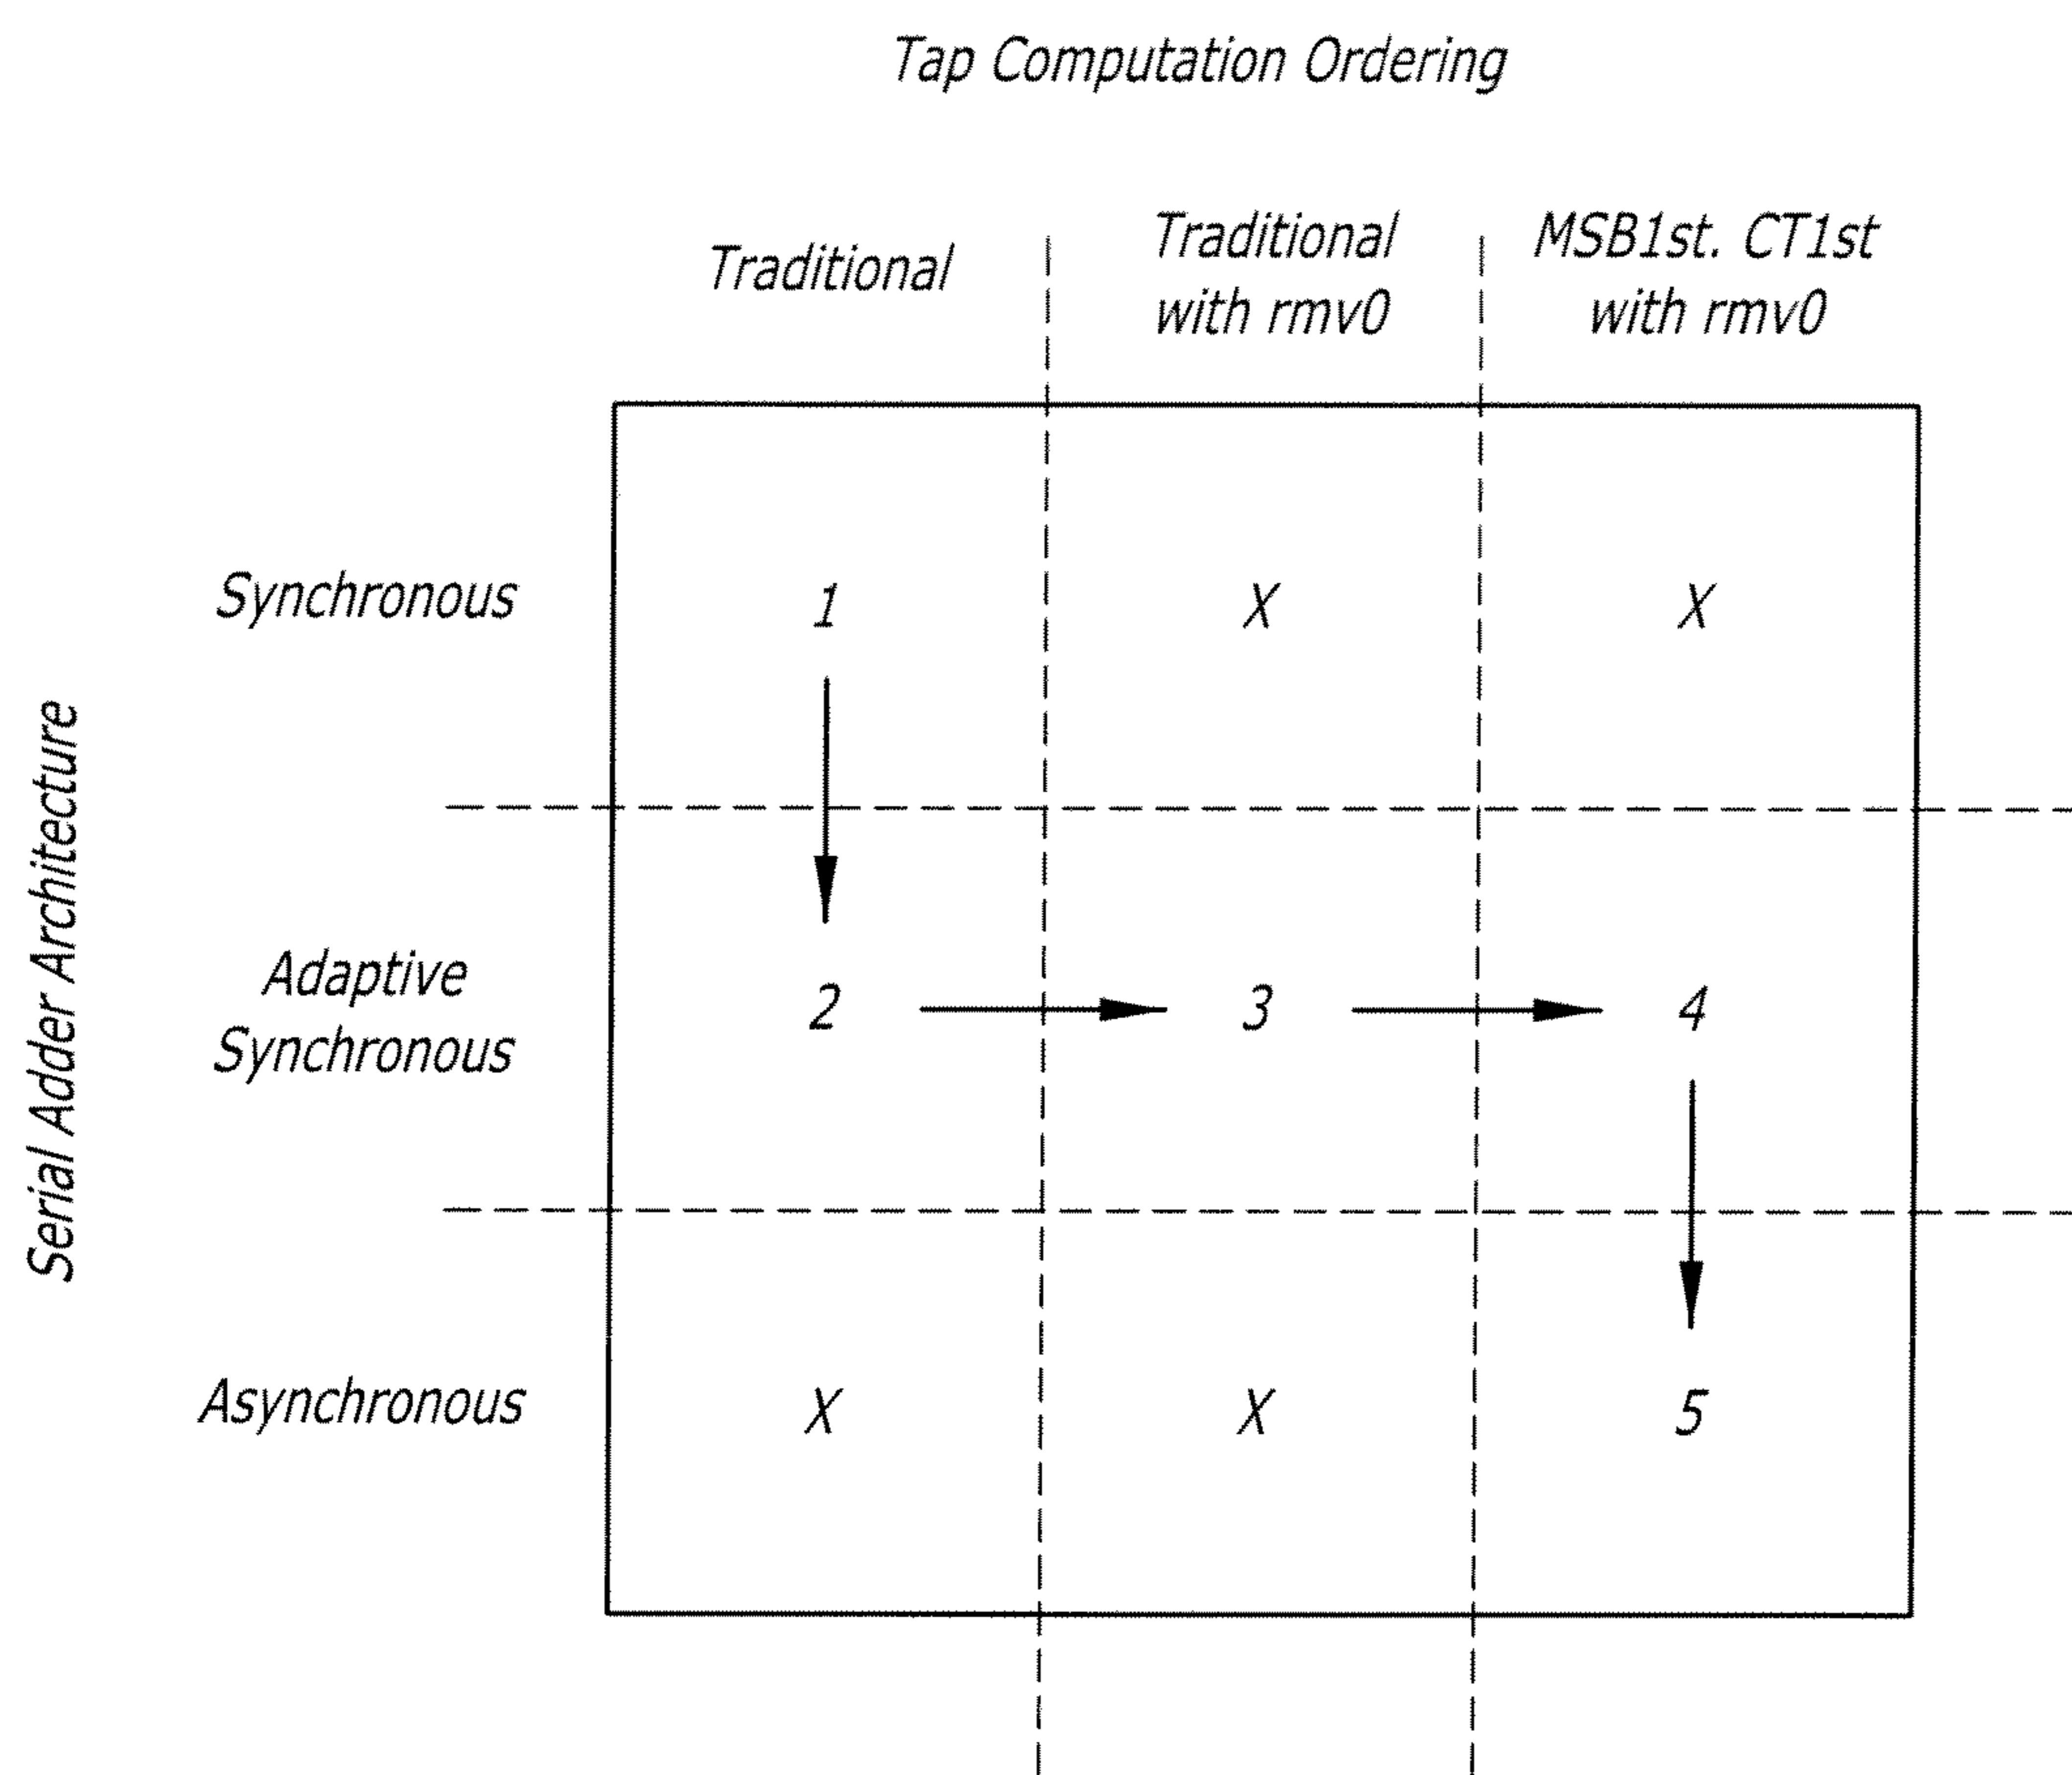 Tap Computation Ordering
Traditional
Traditional
with rmv0
MSB1st. CT1st
with rmv0
Serial Adder Architecture
Synchronous
1
X
X
Adaptive
Synchronous
2
3
4
Asynchronous
X
X
5